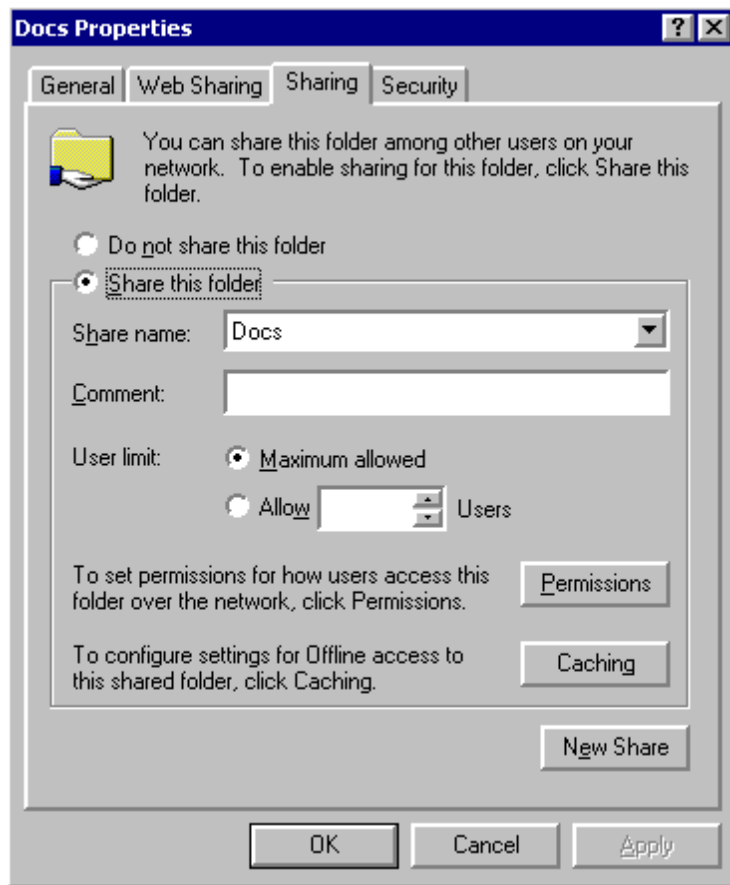 Docs Properties
General Web Sharing Sharing Security
You can share this folder among other users on your
network. To enable sharing for this folder, click Share this
folder.
Do not share this folder
Share this folder
Share name: Docs
Comment:
User limit: Maximum allowed
Allow Users
To set permissions for how users access this
folder over the network, click Permissions.
Permissions
To configure settings for Offline access to
this shared folder, click Caching.
Caching
New Share
OK Cancel Apply